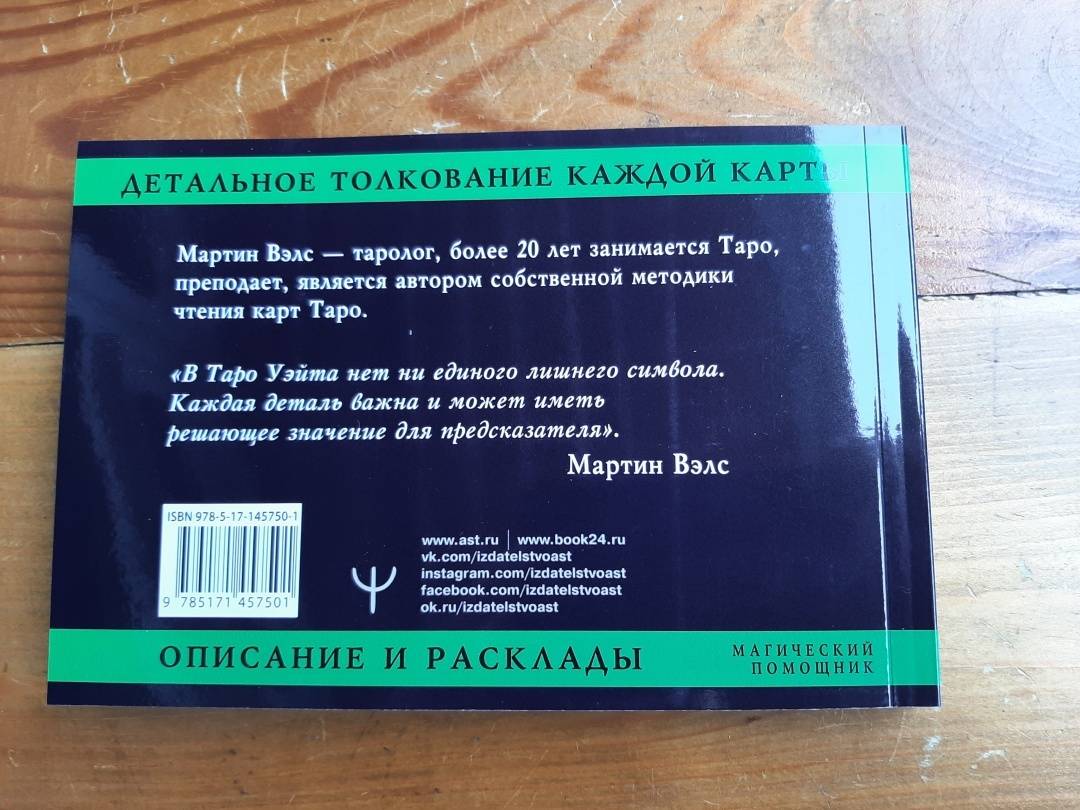 ДЕТАЛЬНОЕ ТОЛКОВАНИЕ КАЖДОЙ КАРТЫ
Мартин Вэлс — таролог, более 20 лет занимается Таро,
преподает, является автором собственной методики
чтения карт Таро.
«В Таро Уэйта нет ни единого лишнего символа.
Каждая деталь важна и может иметь
решающее значение для предсказателя».
Мартин Вэлс
ISBN 978-5-17-145750-1
9 785171 457501
www.ast.ru | www.book24.ru
vk.com/izdatelstvoast
instagram.com/izdatelstvoast
facebook.com/izdatelstvoast
ok.ru/izdatelstvoast
ОПИСАНИЕ И РАСКЛАДЫ
МАГИЧЕСКИЙ
ПОМОЩНИК